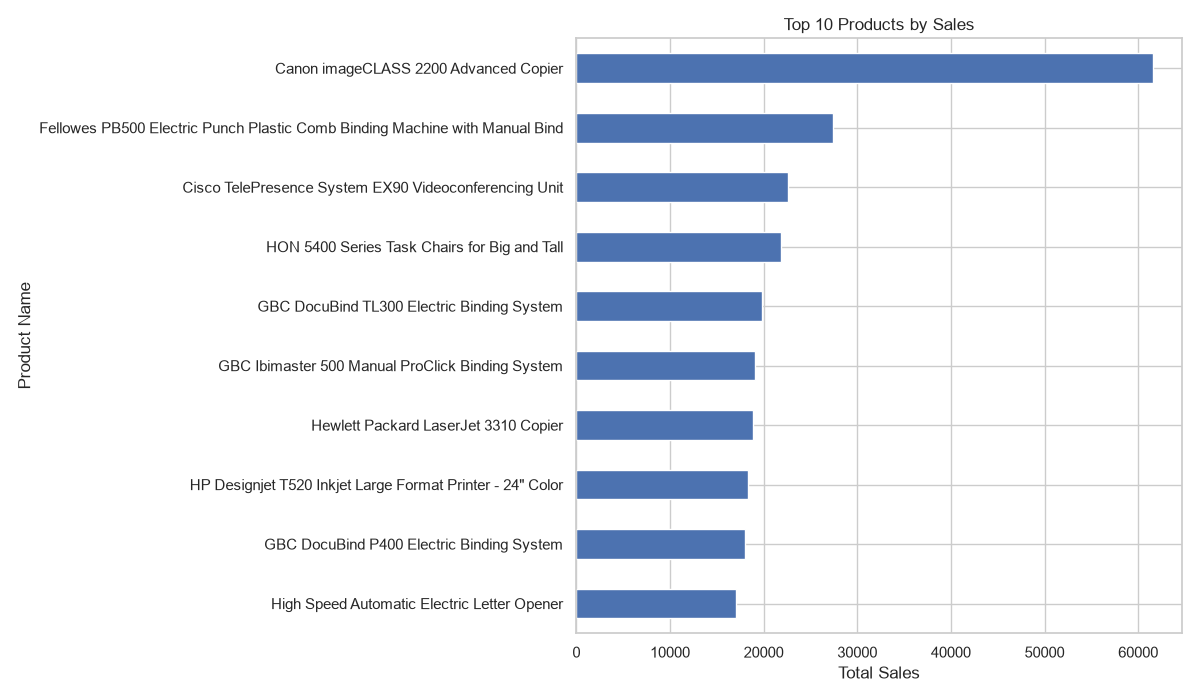 Top 10 Products by Sales
Canon imageCLASS 2200 Advanced Copier
Fellowes PB500 Electric Punch Plastic Comb Binding Machine with Manual Bind
Cisco TelePresence System EX90 Videoconferencing Unit
HON 5400 Series Task Chairs for Big and Tall
GBC DocuBind TL300 Electric Binding System
GBC Ibimaster 500 Manual ProClick Binding System
Hewlett Packard LaserJet 3310 Copier
HP Designjet T520 Inkjet Large Format Printer - 24" Color
GBC DocuBind P400 Electric Binding System
High Speed Automatic Electric Letter Opener
Product Name
0 10000 20000 30000 40000 50000 60000
Total Sales